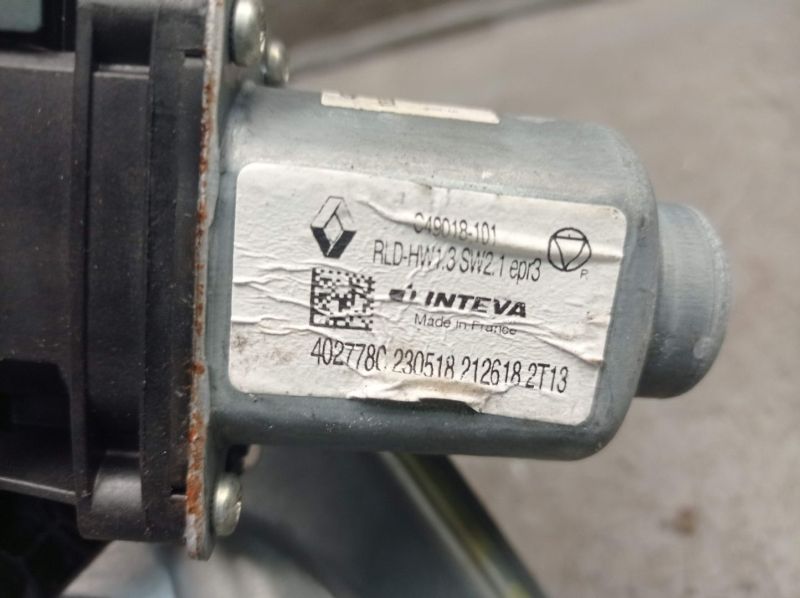 C49018-101
RLD-HW1.3 SW2.1 epr3
INTEVA
Made in France
402778C 230518 212618 2T13
R